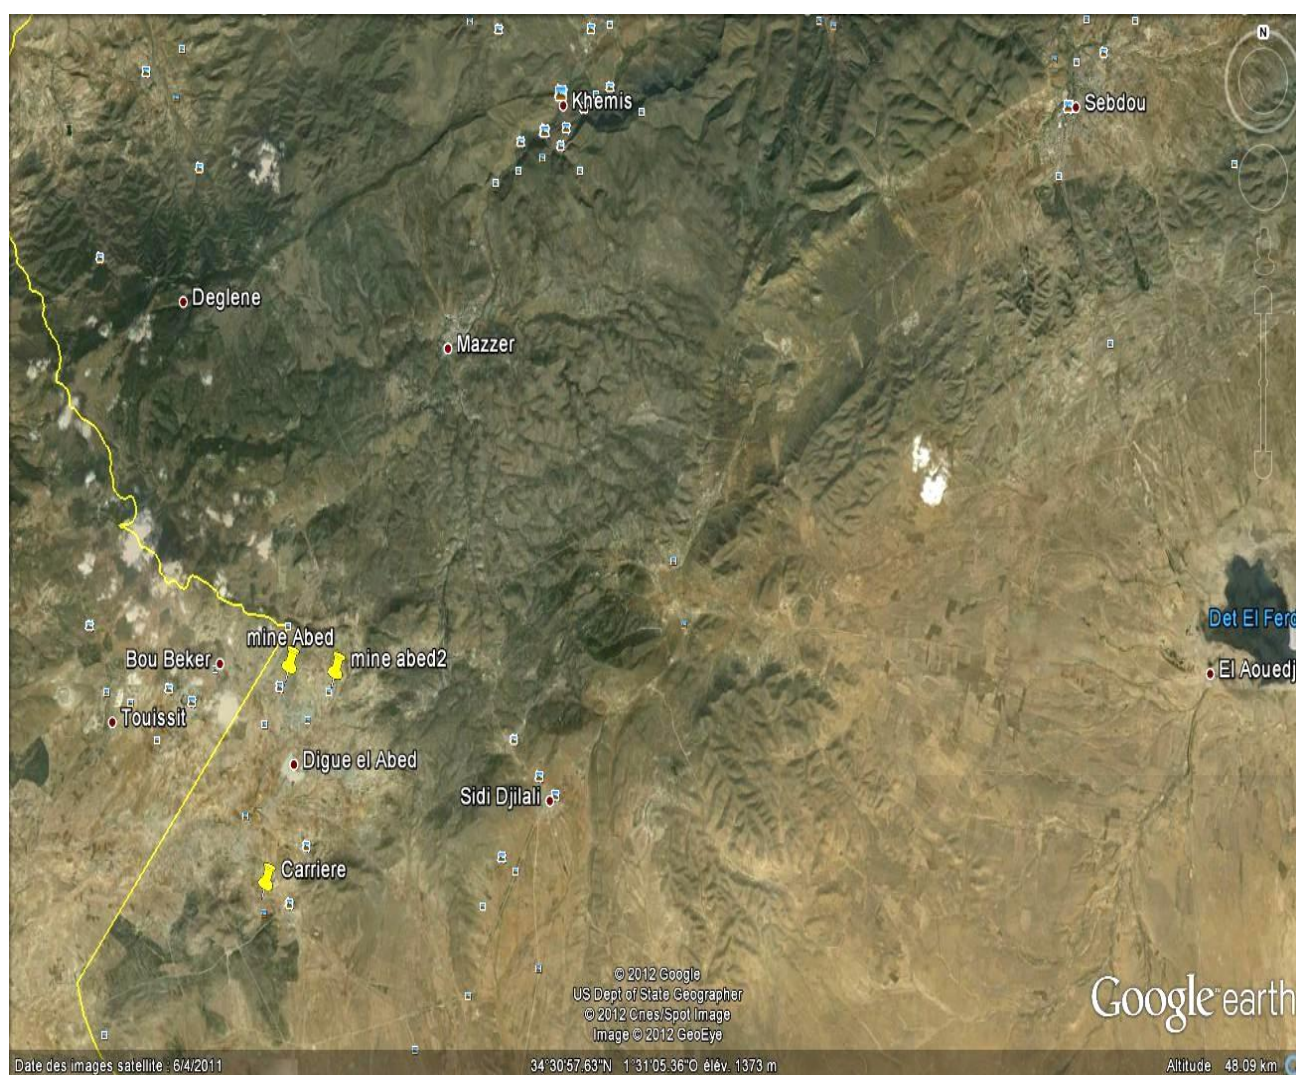 N
Khemis
Sebdou
Deglene
Mazzer
mine Abed
Bou Beker
mine abed2
Det El Ferd
El Aouedj
Touissit
Digue el Abed
Sidi Djilali
Carriere
© 2012 Google
US Dept of State Geographer
© 2012 Cnes/Spot Image
Image © 2012 GeoEye
Google earth
Date des images satellite : 6/4/2011
34°30'57.63"N 1°31'05.36"O élév. 1373 m
Altitude 48.09 km